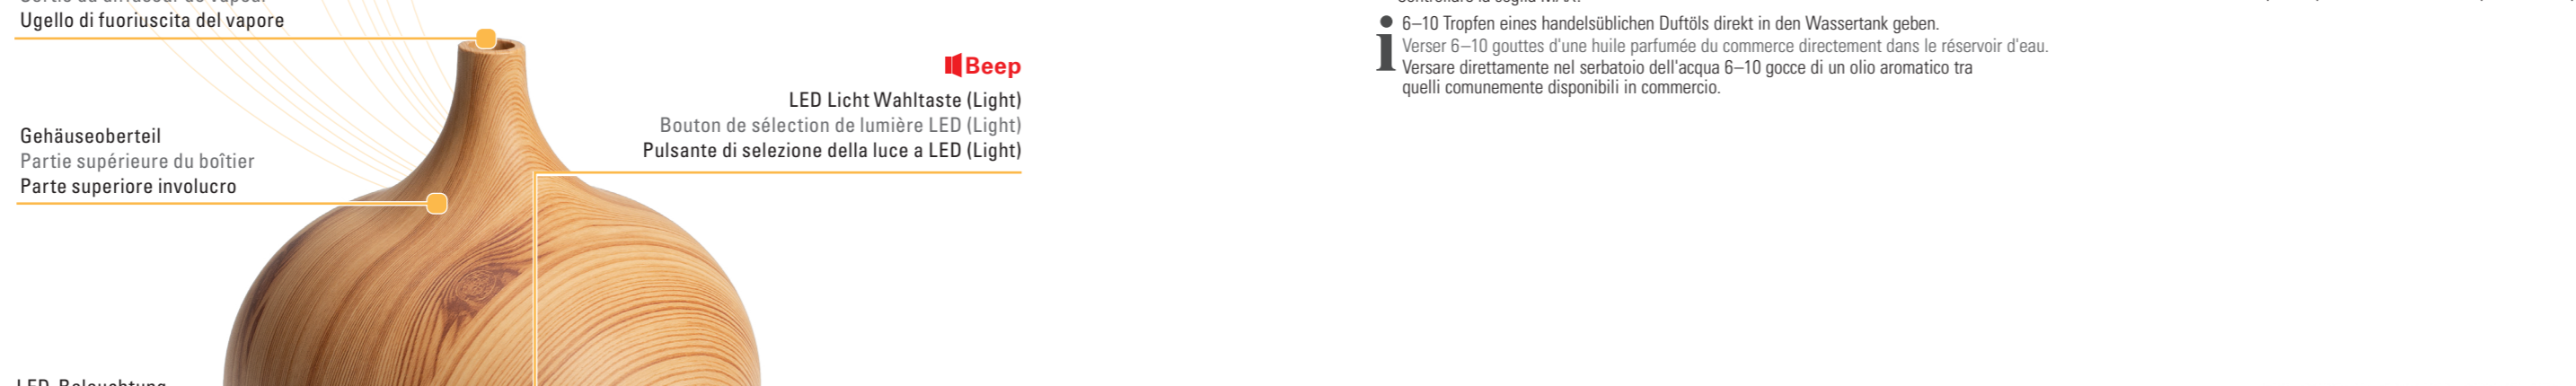 Ugello di fuoriuscita del vapore
Beep
LED Licht Wahltaste (Light)
Bouton de sélection de lumière LED (Light)
Pulsante di selezione della luce a LED (Light)
Gehäuseoberteil
Partie supérieure du boîtier
Parte superiore involucro
LED-Beleuchtung
i 6–10 Tropfen eines handelsüblichen Duftöls direkt in den Wassertank geben.
Verser 6–10 gouttes d'une huile parfumée du commerce directement dans le réservoir d'eau.
Versare direttamente nel serbatoio dell'acqua 6–10 gocce di un olio aromatico tra
quelli comunemente disponibili in commercio.